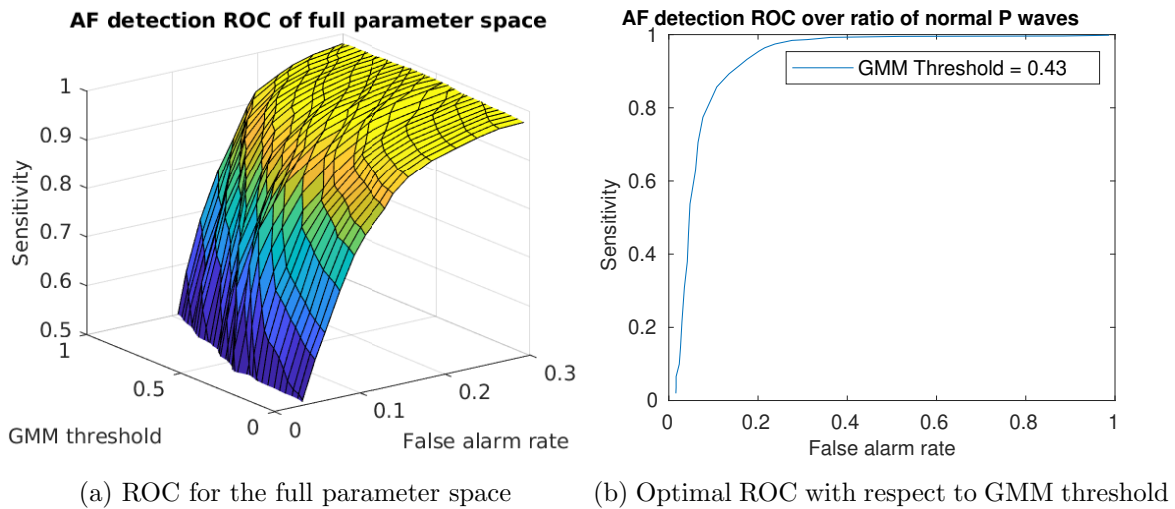 AF detection ROC of full parameter space
1
0.9
0.8
0.7
0.6
0.5
Sensitivity
1
0.5
0
GMM threshold
0
0.1
0.2
0.3
False alarm rate
(a) ROC for the full parameter space
AF detection ROC over ratio of normal P waves
GMM Threshold = 0.43
1
0.8
0.6
0.4
0.2
0
Sensitivity
0
0.2
0.4
0.6
0.8
1
False alarm rate
(b) Optimal ROC with respect to GMM threshold